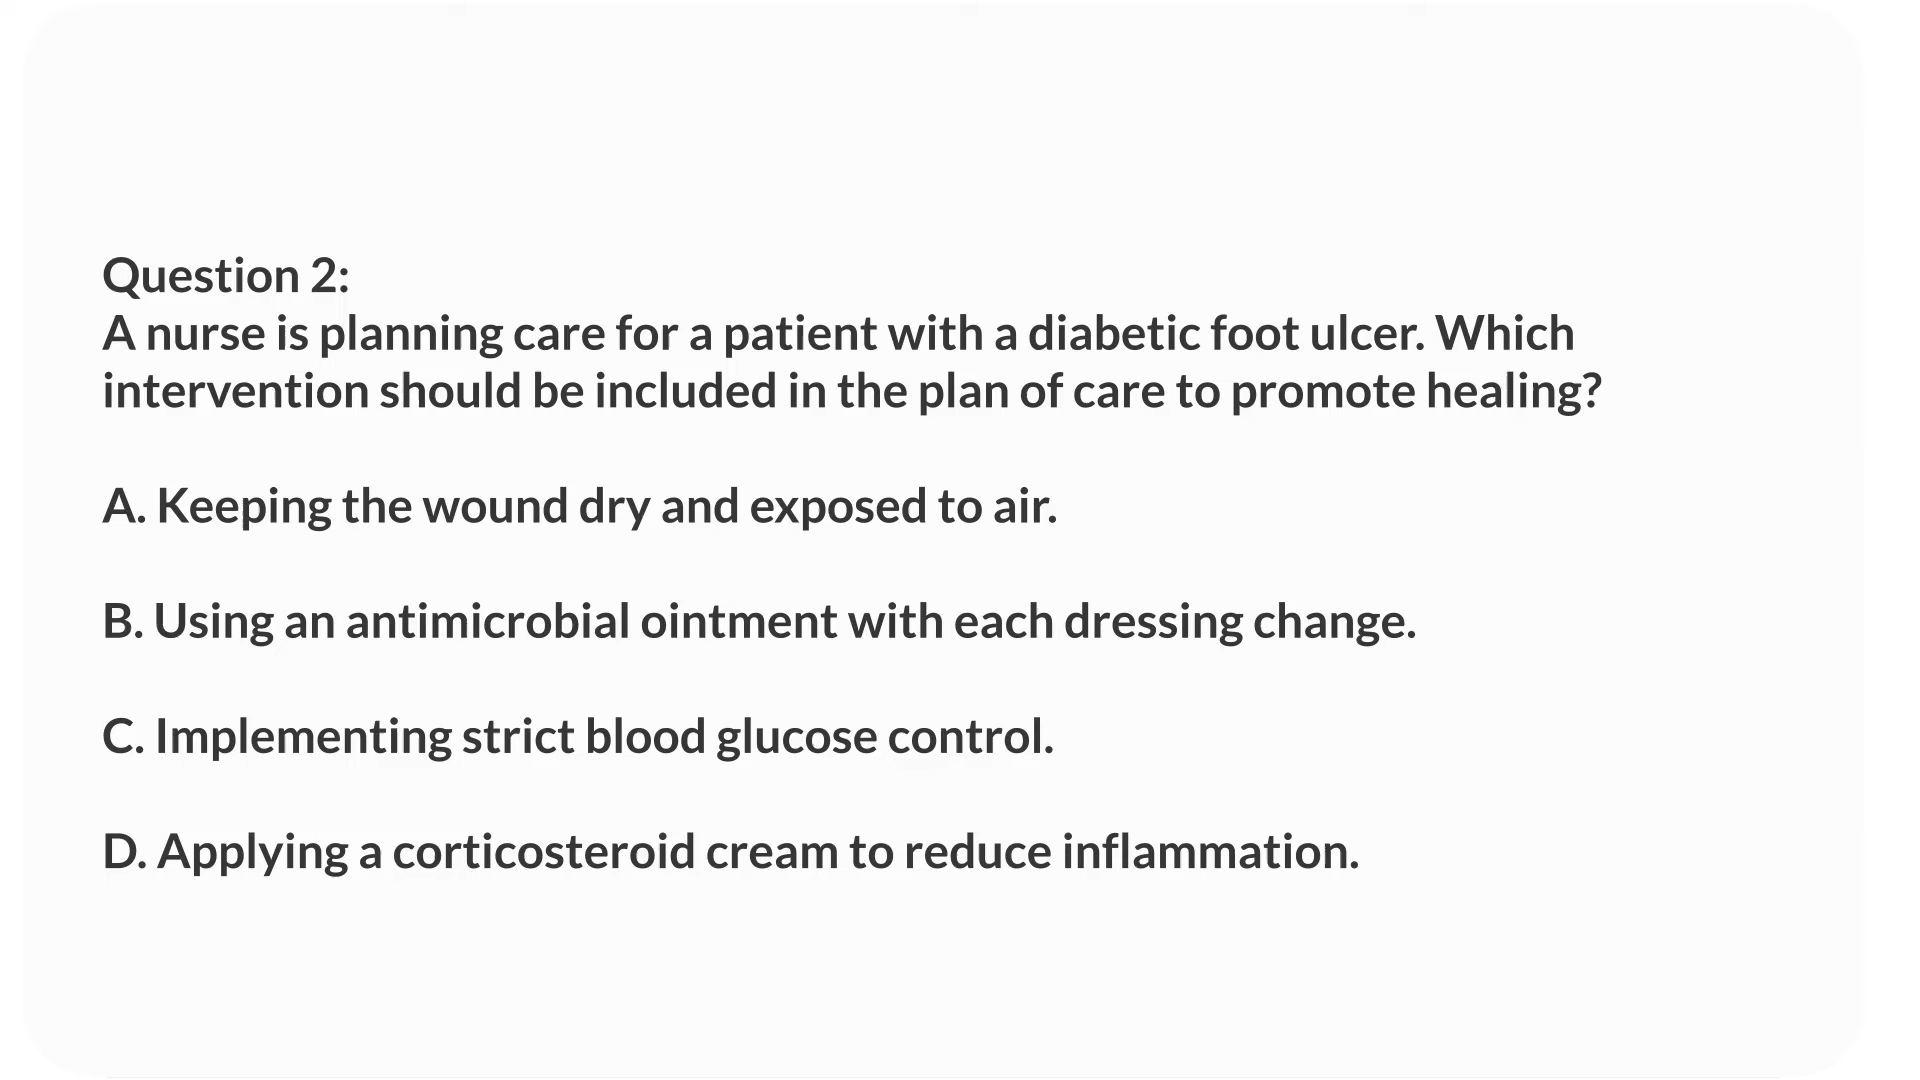 Question 2:
A nurse is planning care for a patient with a diabetic foot ulcer. Which
intervention should be included in the plan of care to promote healing?
A. Keeping the wound dry and exposed to air.
B. Using an antimicrobial ointment with each dressing change.
C. Implementing strict blood glucose control.
D. Applying a corticosteroid cream to reduce inflammation.